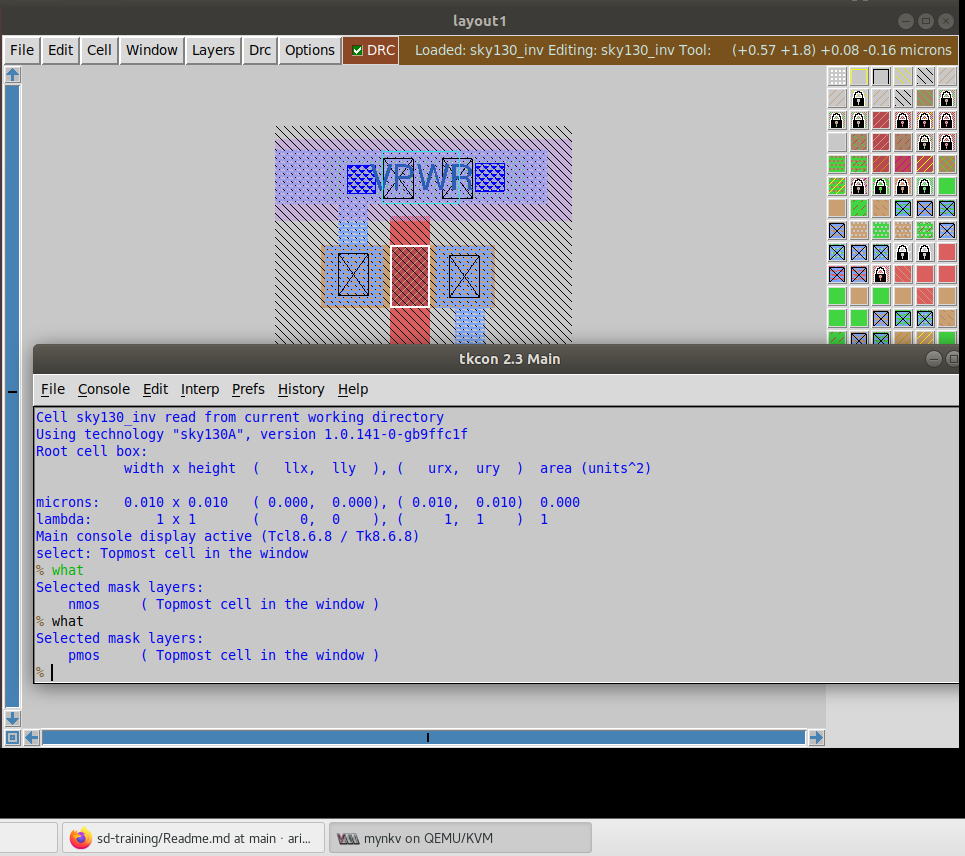 layout1
File Edit Cell Window Layers Drc Options DRC Loaded: sky130_inv Editing: sky130_inv Tool: (+0.57 +1.8) +0.08 -0.16 microns
VPWR
tkcon 2.3 Main
File Console Edit Interp Prefs History Help
Cell sky130_inv read from current working directory
Using technology "sky130A", version 1.0.141-0-gb9ffc1f
Root cell box:
width x height ( llx, lly ), ( urx, ury ) area (units^2)
microns: 0.010 x 0.010 ( 0.000, 0.000), ( 0.010, 0.010) 0.000
lambda: 1 x 1 ( 0, 0 ), ( 1, 1 ) 1
Main console display active (Tcl8.6.8 / Tk8.6.8)
select: Topmost cell in the window
% what
Selected mask layers:
nmos ( Topmost cell in the window )
% what
Selected mask layers:
pmos ( Topmost cell in the window )
%
sd-training/Readme.md at main · ari... mynkv on QEMU/KVM